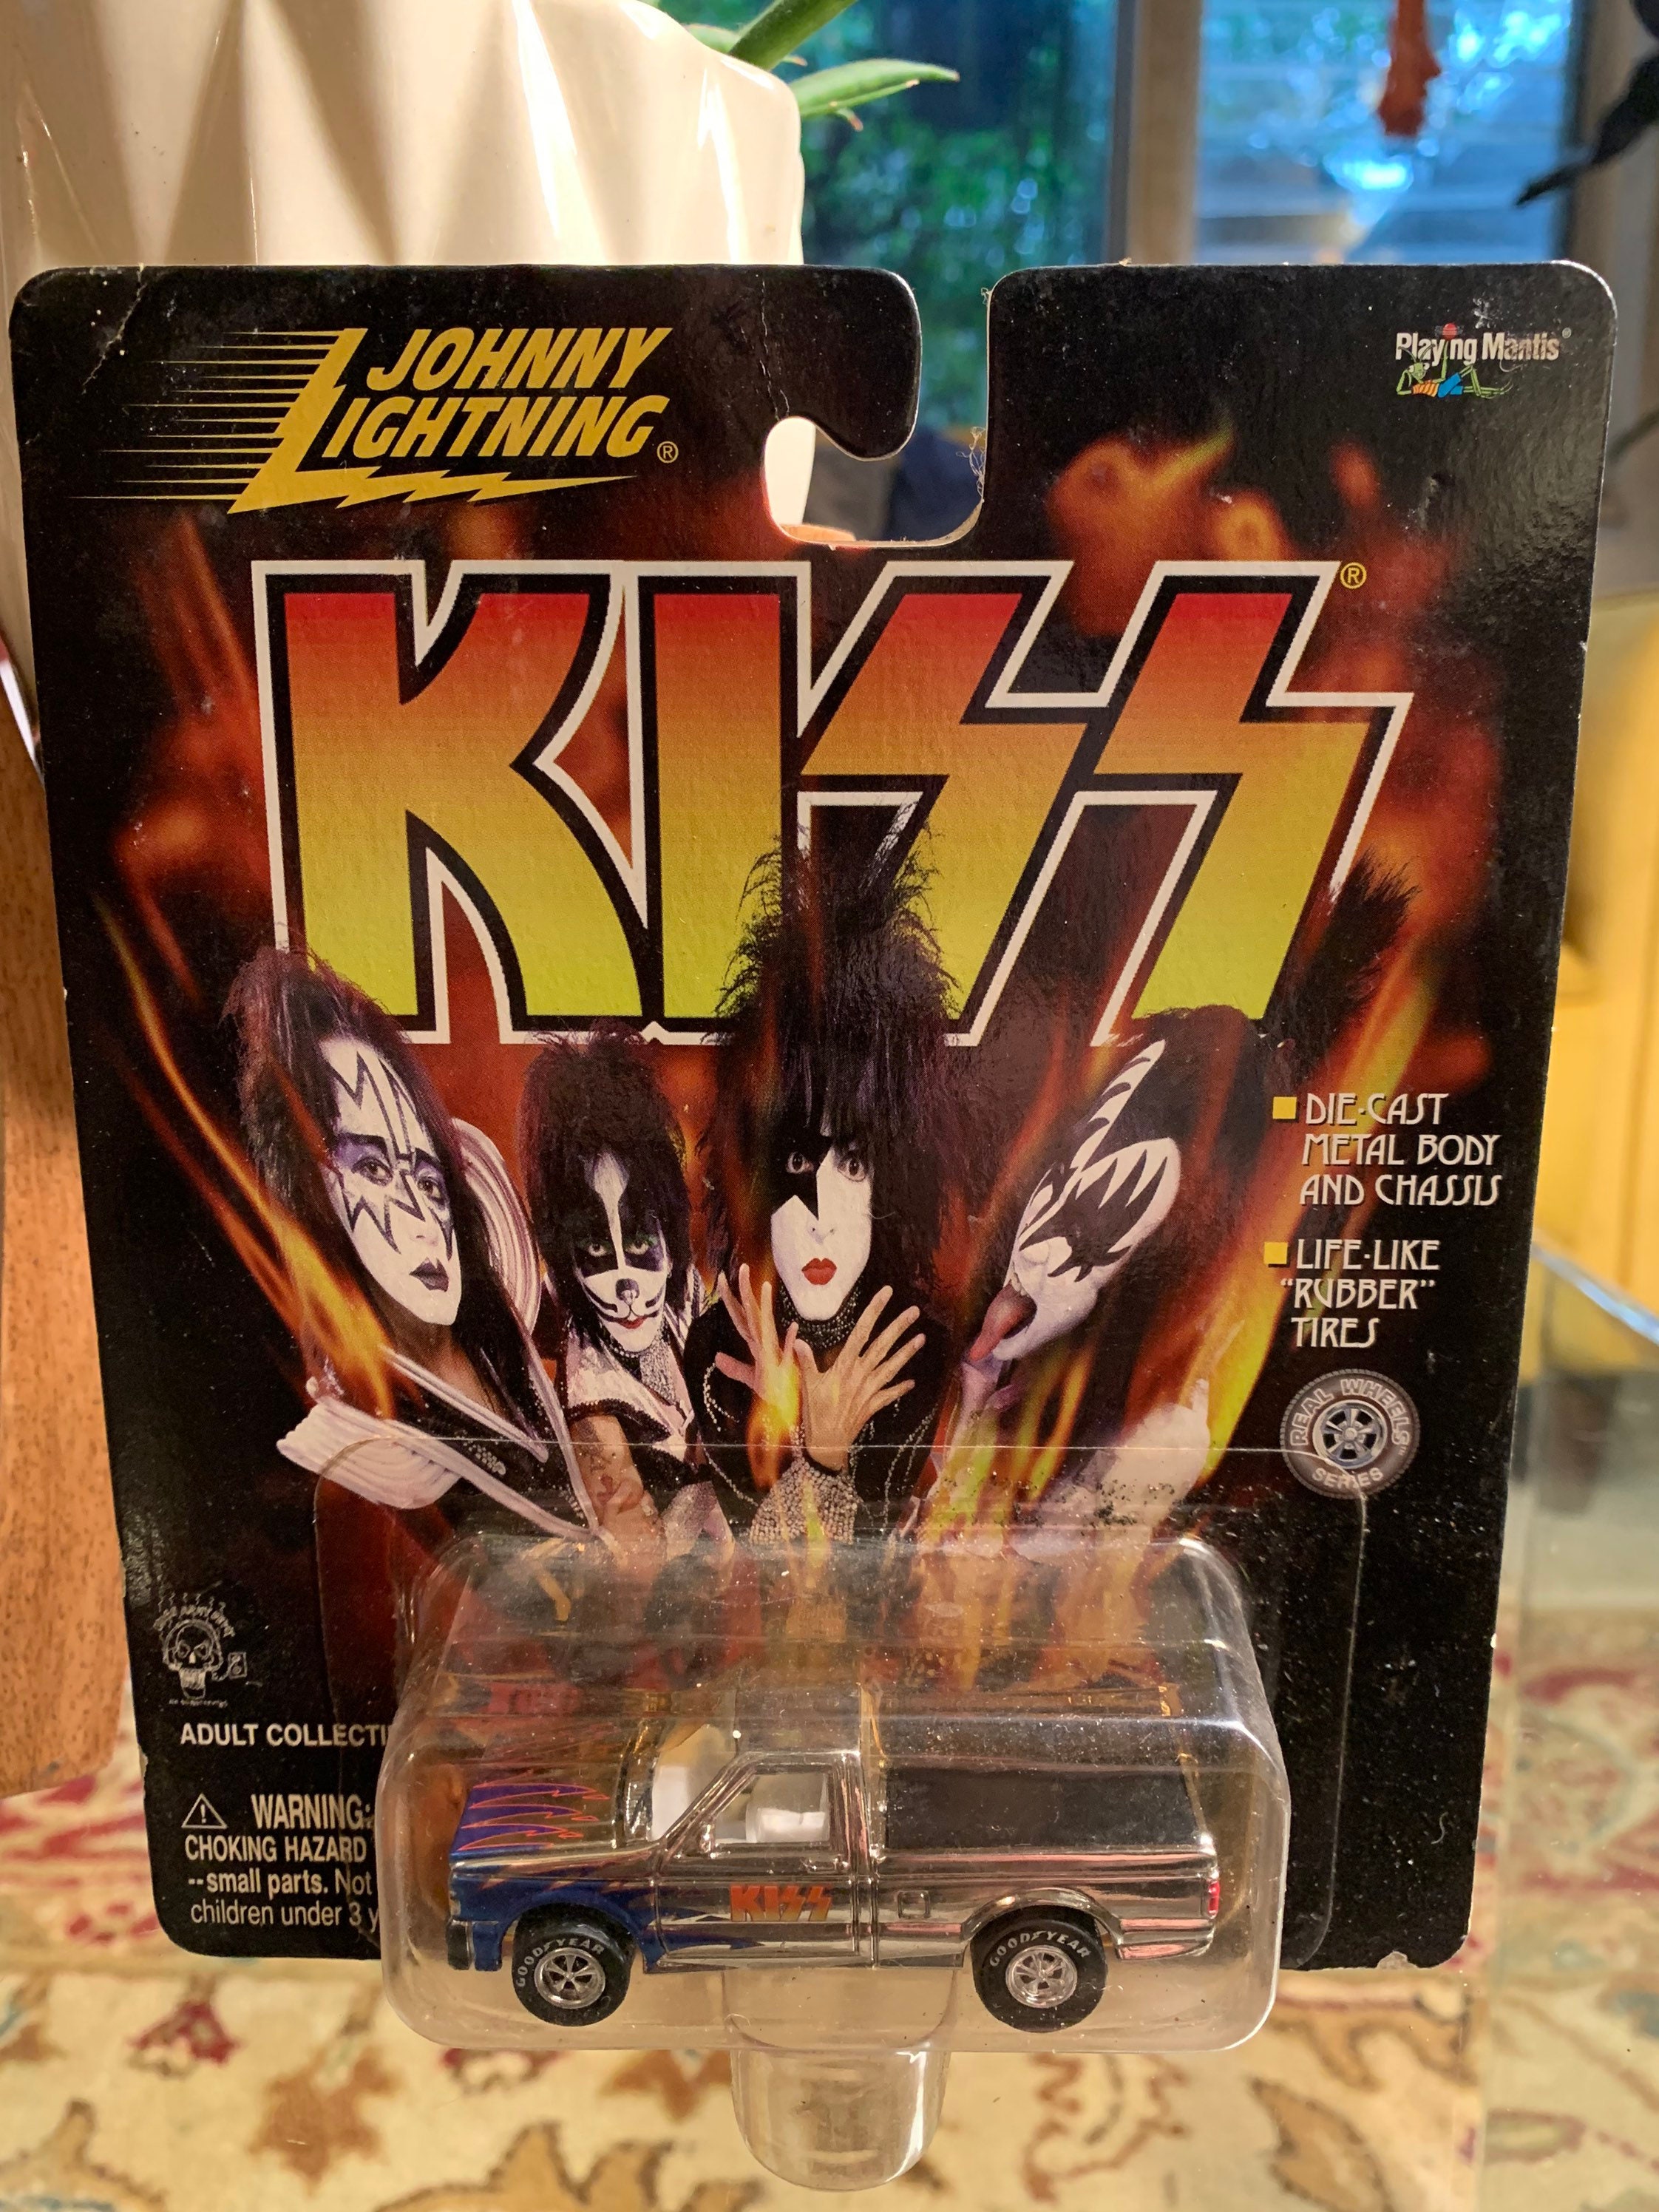 JOHNNY
LIGHTNING®
Playing Mantis®
KISS®
DIE-CAST
METAL BODY
AND CHASSIS
LIFE-LIKE
"RUBBER"
TIRES
REAL WHEELS
SERIES
ADULT COLLECTI
WARNING:
CHOKING HAZARD
--small parts. Not
children under 3 y
KISS
GOODYEAR
GOODYEAR